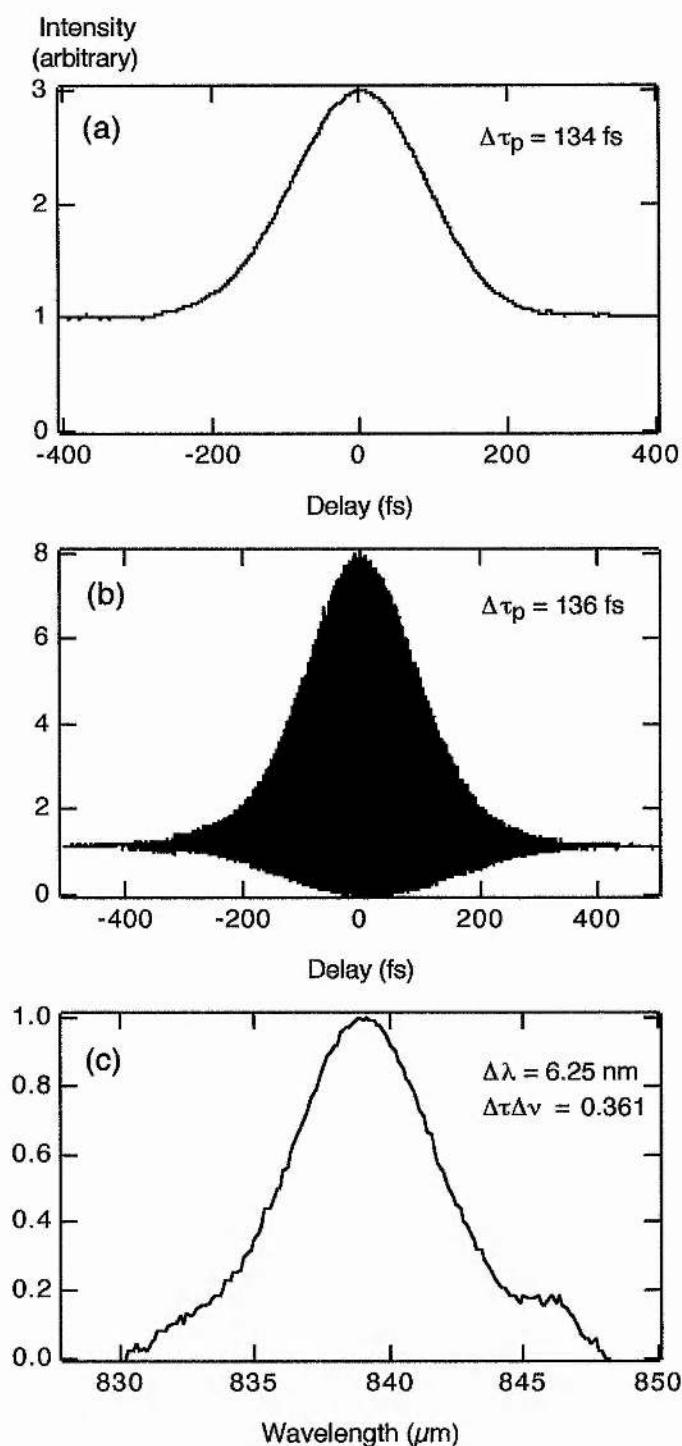 Intensity
(arbitrary)
3
(a)
Δτp = 134 fs
2
1
0
-400 -200 0 200 400
Delay (fs)
8
(b)
Δτp = 136 fs
6
4
2
0
-400 -200 0 200 400
Delay (fs)
1.0
(c)
Δλ = 6.25 nm
0.8
ΔτΔν = 0.361
0.6
0.4
0.2
0.0
830 835 840 845 850
Wavelength (μm)